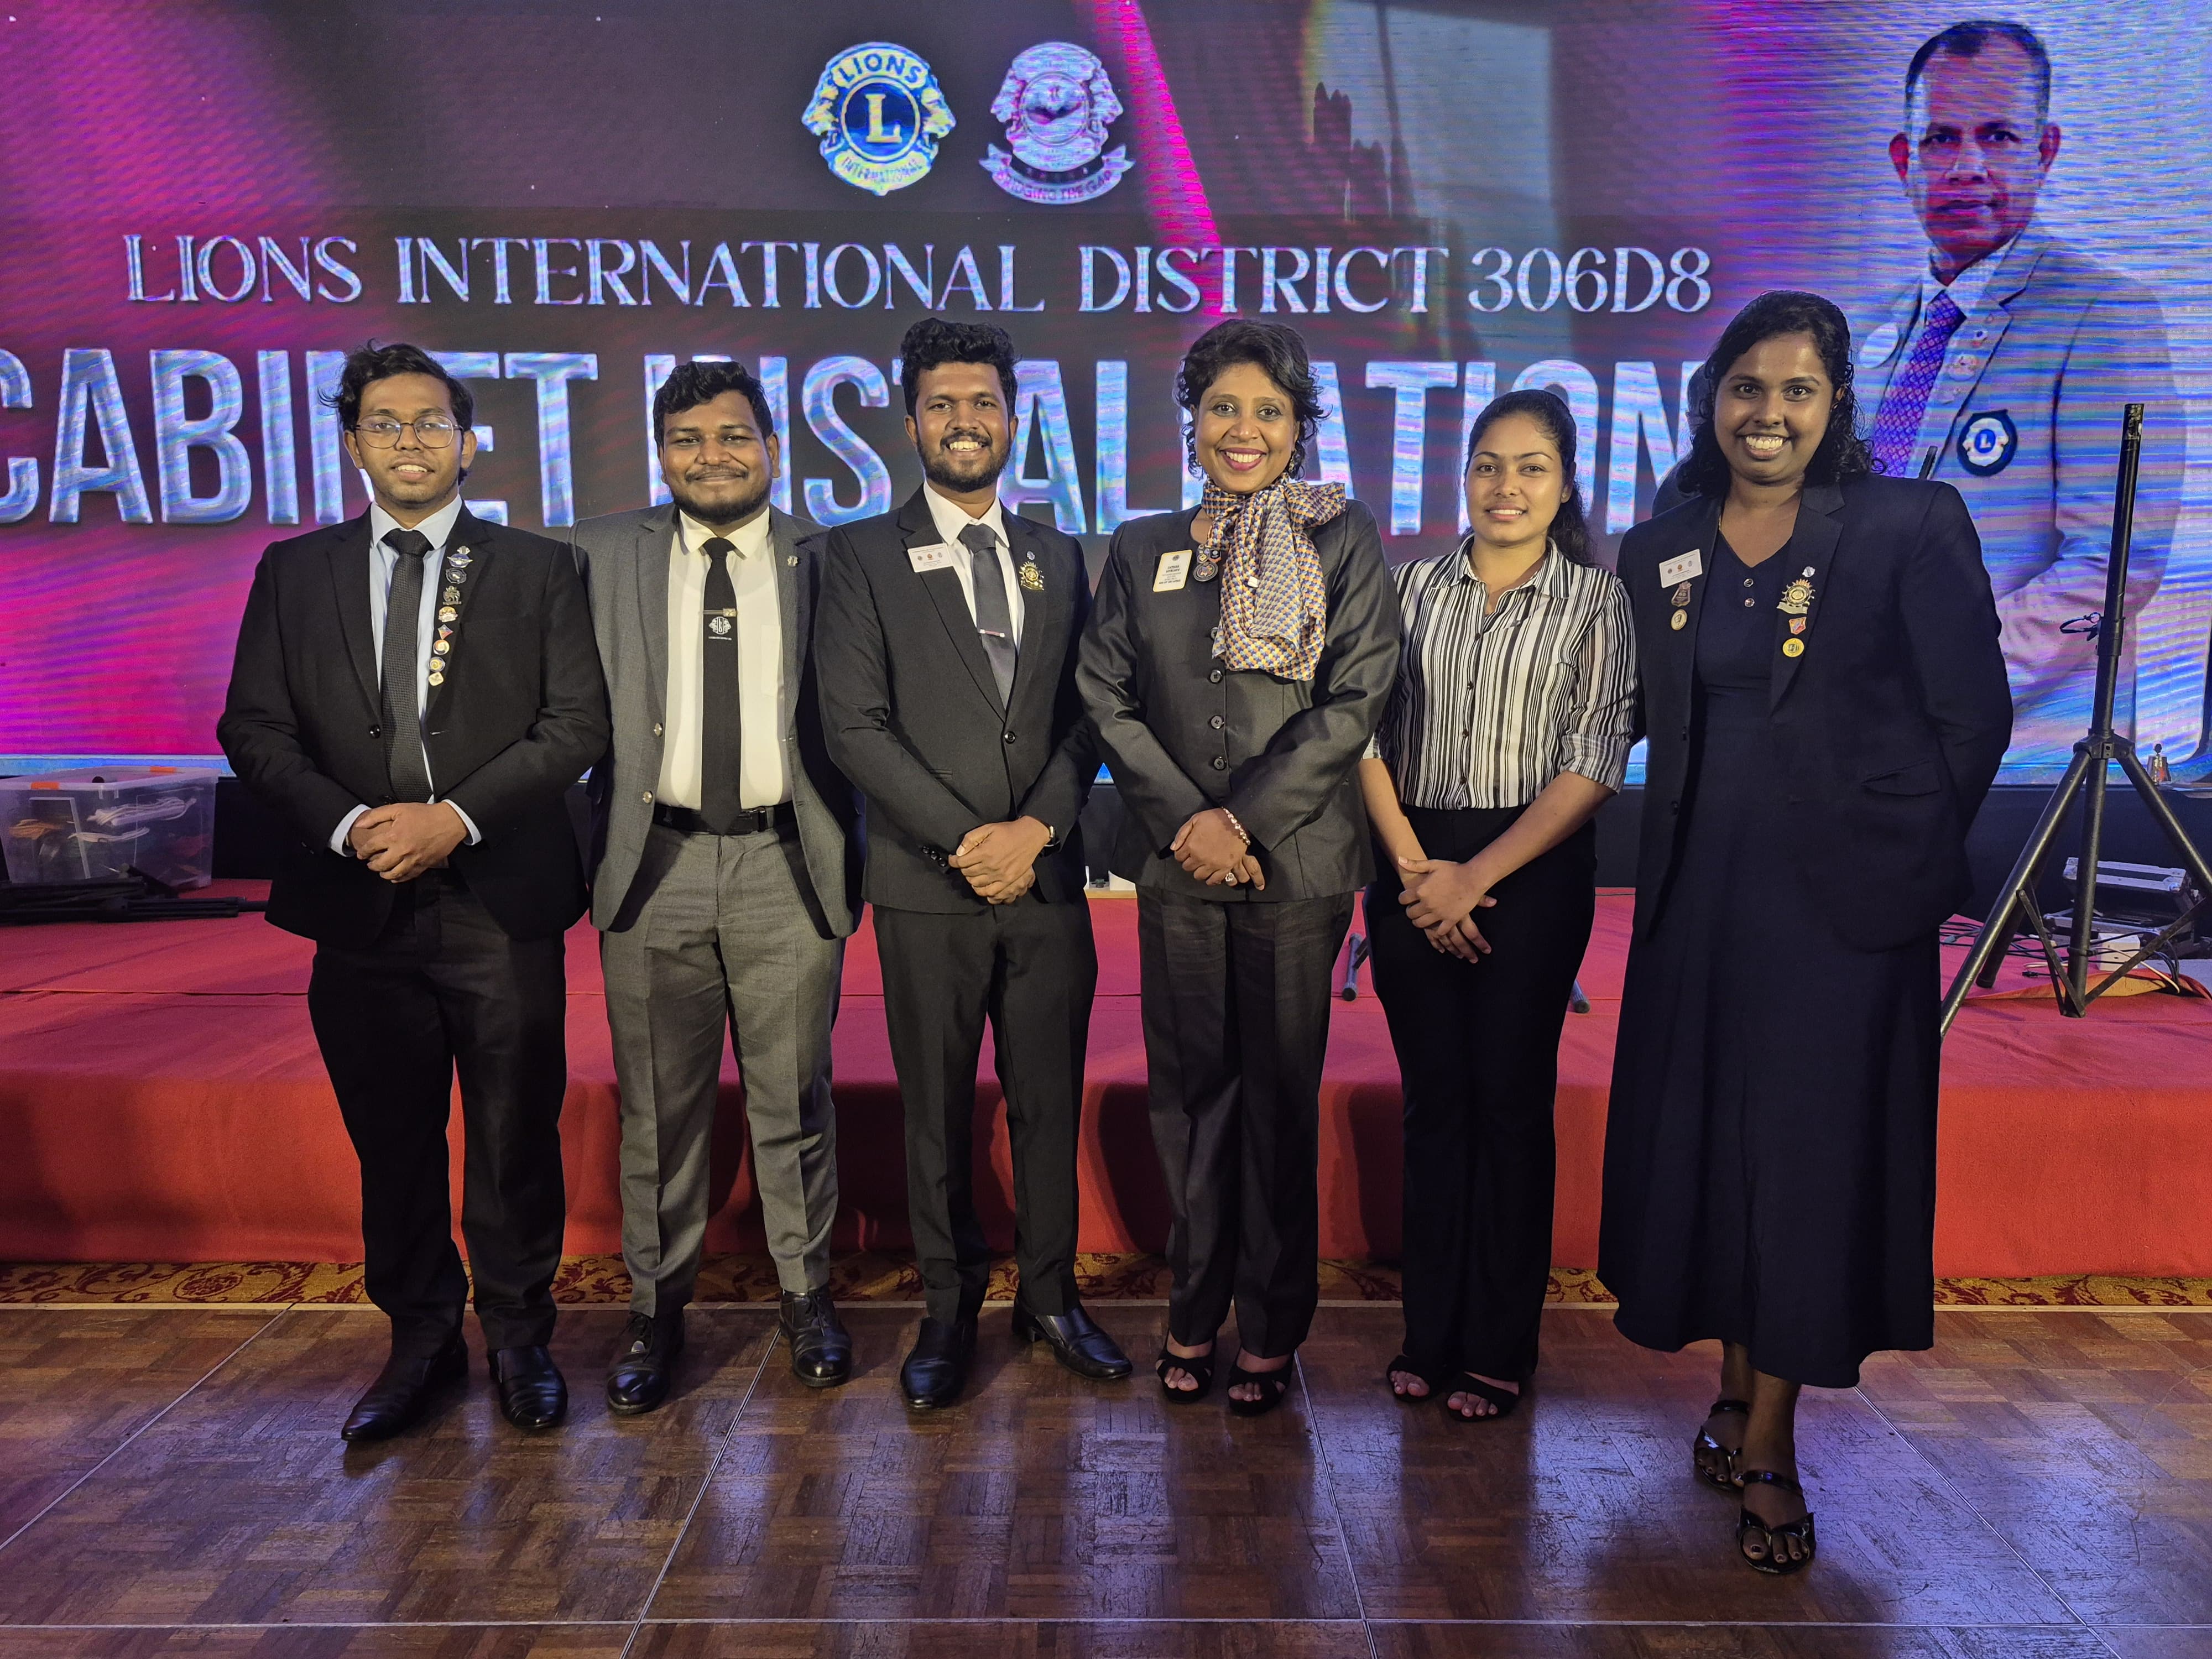 LIONS
L
INTERNATIONAL
BRIDGING THE GAP
LIONS INTERNATIONAL DISTRICT 306D8
CABINET INSTALLATION
L